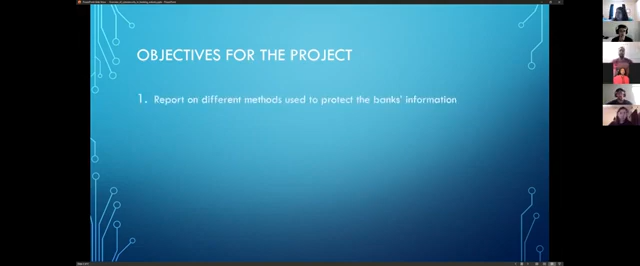 OBJECTIVES FOR THE PROJECT
1. Report on different methods used to protect the banks' information